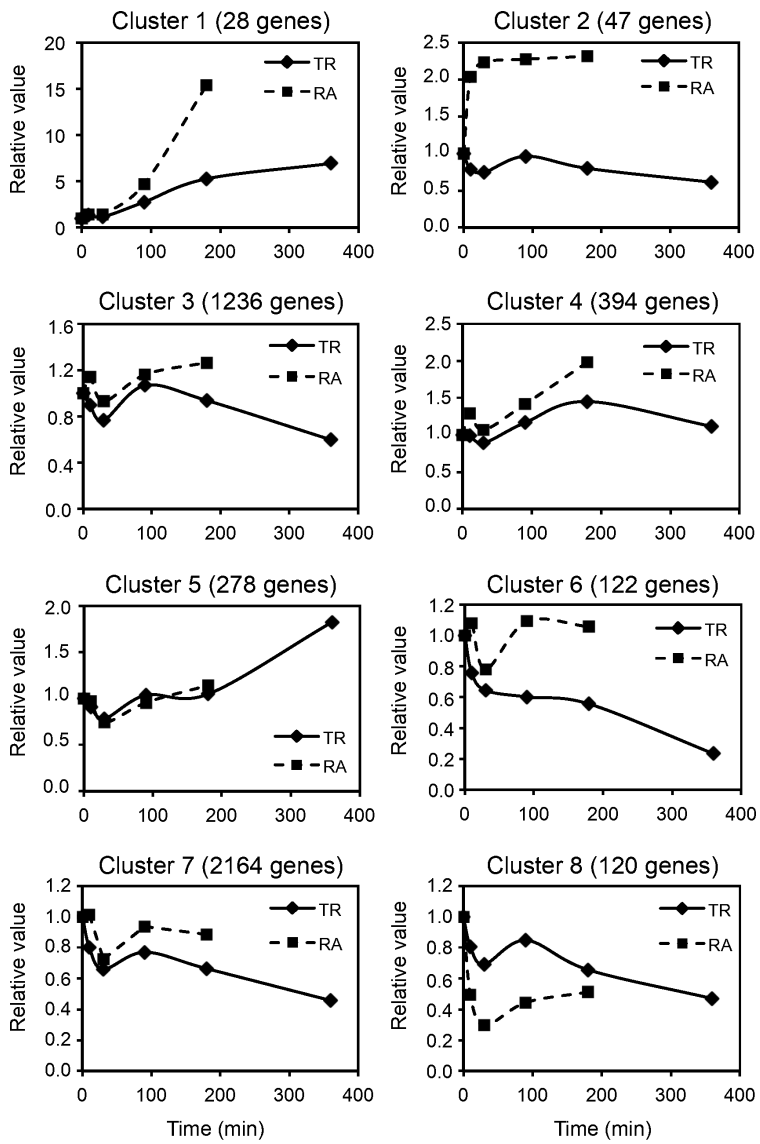 Cluster 1 (28 genes)
Relative value
20
15
10
5
0
TR
RA
0 100 200 300 400
Cluster 2 (47 genes)
Relative value
2.5
2.0
1.5
1.0
0.5
0.0
TR
RA
0 100 200 300 400
Cluster 3 (1236 genes)
Relative value
1.6
1.2
0.8
0.4
0.0
TR
RA
0 100 200 300 400
Cluster 4 (394 genes)
Relative value
2.5
1.5
1.0
1.5
0.5
0.0
TR
RA
0 100 200 300 400
Cluster 5 (278 genes)
Relative value
2.0
1.5
1.0
0.5
0.0
TR
RA
0 100 200 300 400
Cluster 6 (122 genes)
Relative value
1.2
1.0
0.8
0.6
0.4
0.2
0.0
TR
RA
0 100 200 300 400
Cluster 7 (2164 genes)
Relative value
1.2
1.0
0.8
0.6
0.4
0.2
0.0
TR
RA
0 100 200 300 400
Time (min)
Cluster 8 (120 genes)
Relative value
1.2
1.0
0.8
0.6
0.4
0.2
0.0
TR
RA
0 100 200 300 400
Time (min)